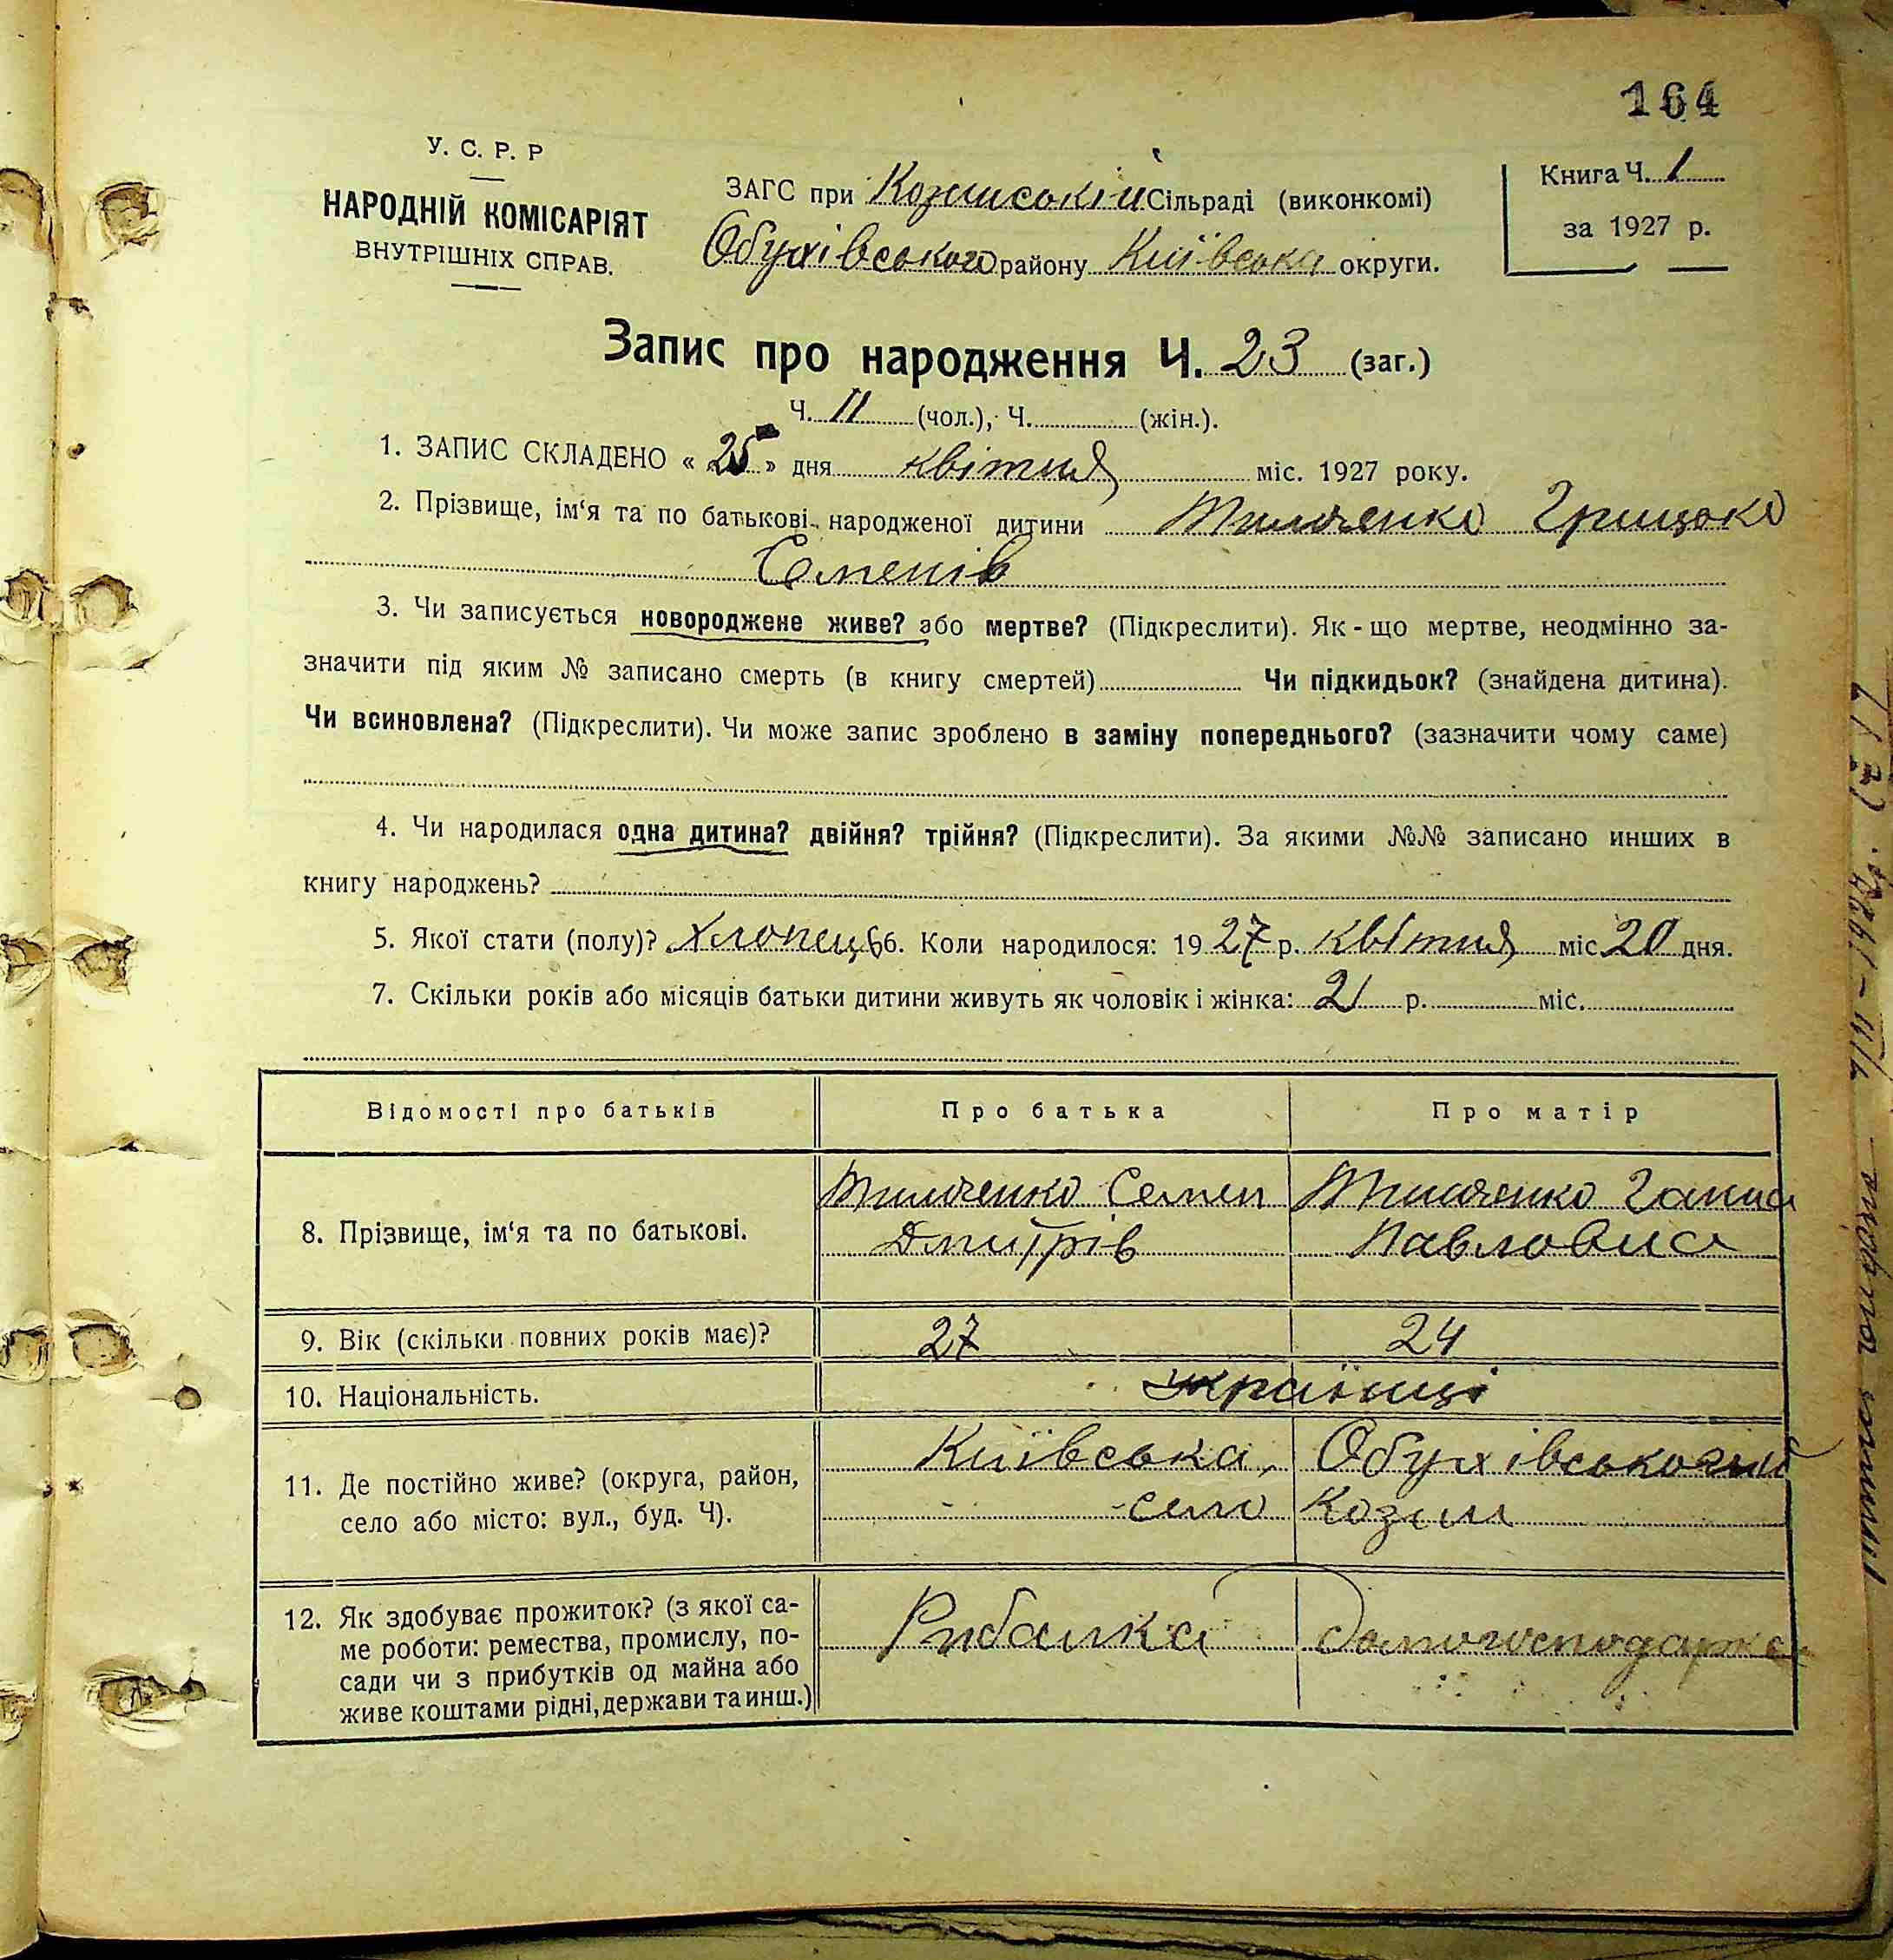 164
У. С. Р. Р
НАРОДНІЙ КОМІСАРІЯТ
ВНУТРІШНІХ СПРАВ.
ЗАГС при Козинській Сільраді (виконкомі)
Обухівського району Київська округи.
Книга Ч. 1
за 1927 р.
Запис про народження Ч. 23 (заг.)
Ч. 11 (чол.), Ч. (жін.).
1. ЗАПИС СКЛАДЕНО « 25 » дня квітня міс. 1927 року.
2. Прізвище, ім‘я та по батькові народженої дитини Тимченко Грицько
Семенів
3. Чи записується новороджене живе? або мертве? (Підкреслити). Як-що мертве, неодмінно за-
значити під яким № записано смерть (в книгу смертей) Чи підкидьок? (знайдена дитина).
Чи всиновлена? (Підкреслити). Чи може запис зроблено в заміну попереднього? (зазначити чому саме)
4. Чи народилася одна дитина? двійня? трійня? (Підкреслити). За якими №№ записано инших в
книгу народжень?
5. Якої стати (полу)? Хлопець 6. Коли народилося: 1927 р. квітня міс. 20 дня.
7. Скільки років або місяців батьки дитини живуть як чоловік і жінка: 2 р. міс.
Відомості про батьків Про батька Про матір
8. Прізвище, ім‘я та по батькові.
Тимченко Семен
Дмитрів
Тимченко Ганна
Павловна
9. Вік (скільки повних років має)? 27 24
10. Національність. українці
11. Де постійно живе? (округа, район,
село або місто: вул., буд. Ч).
Київська, Обухівського
село Козин
12. Як здобуває прожиток? (з якої са-
ме роботи: ремества, промислу, по-
сади чи з прибутків од майна або
живе коштами рідні, держави та инш.)
Рибалка
Домогосподарка